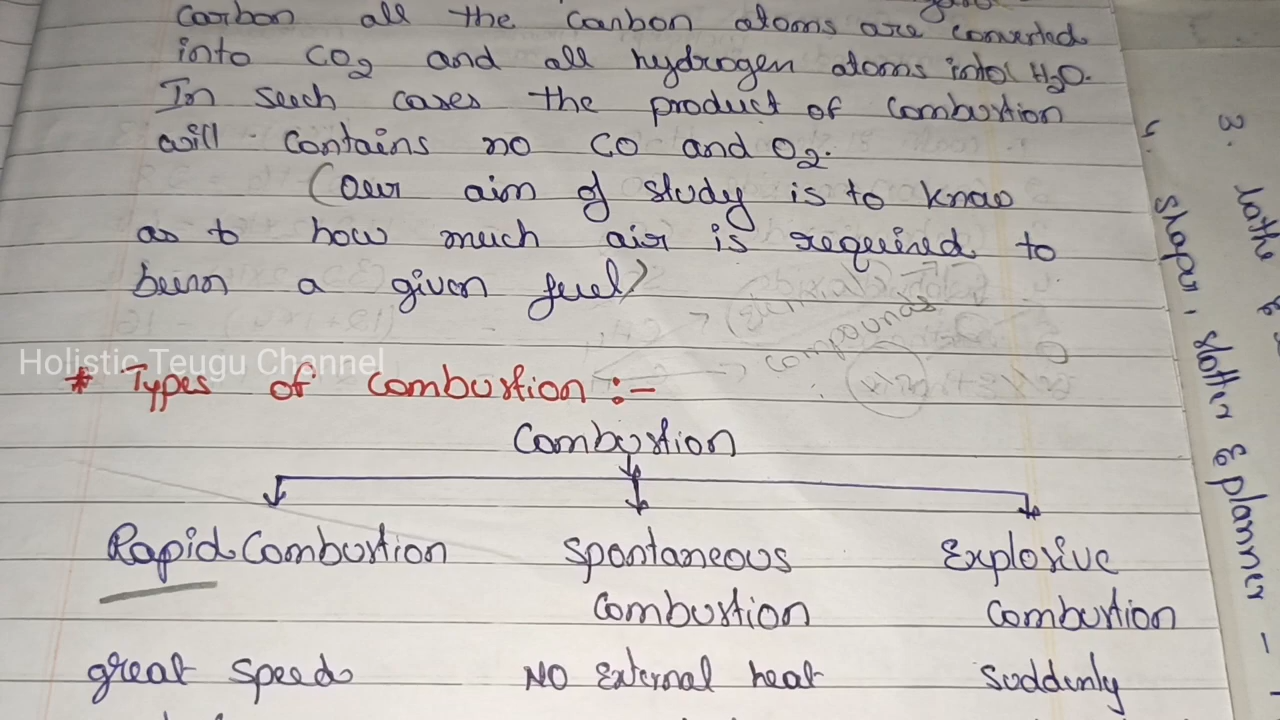 carbon all the carbon atoms are converted
into CO2 and all hydrogen atoms into H2O.
In such cases the product of combustion
will contains no CO and O2.
(Our aim of study is to know
as to how much air is required to
burn a given fuel)
compounds
Holistic Teugu Channel
* Types of combustion :-
Combustion
Rapid Combustion
Spontaneous
Combustion
Explosive
Combustion
great speed
NO External heat
Suddenly
3. lathe &
4. Shaper, slotter & planner -